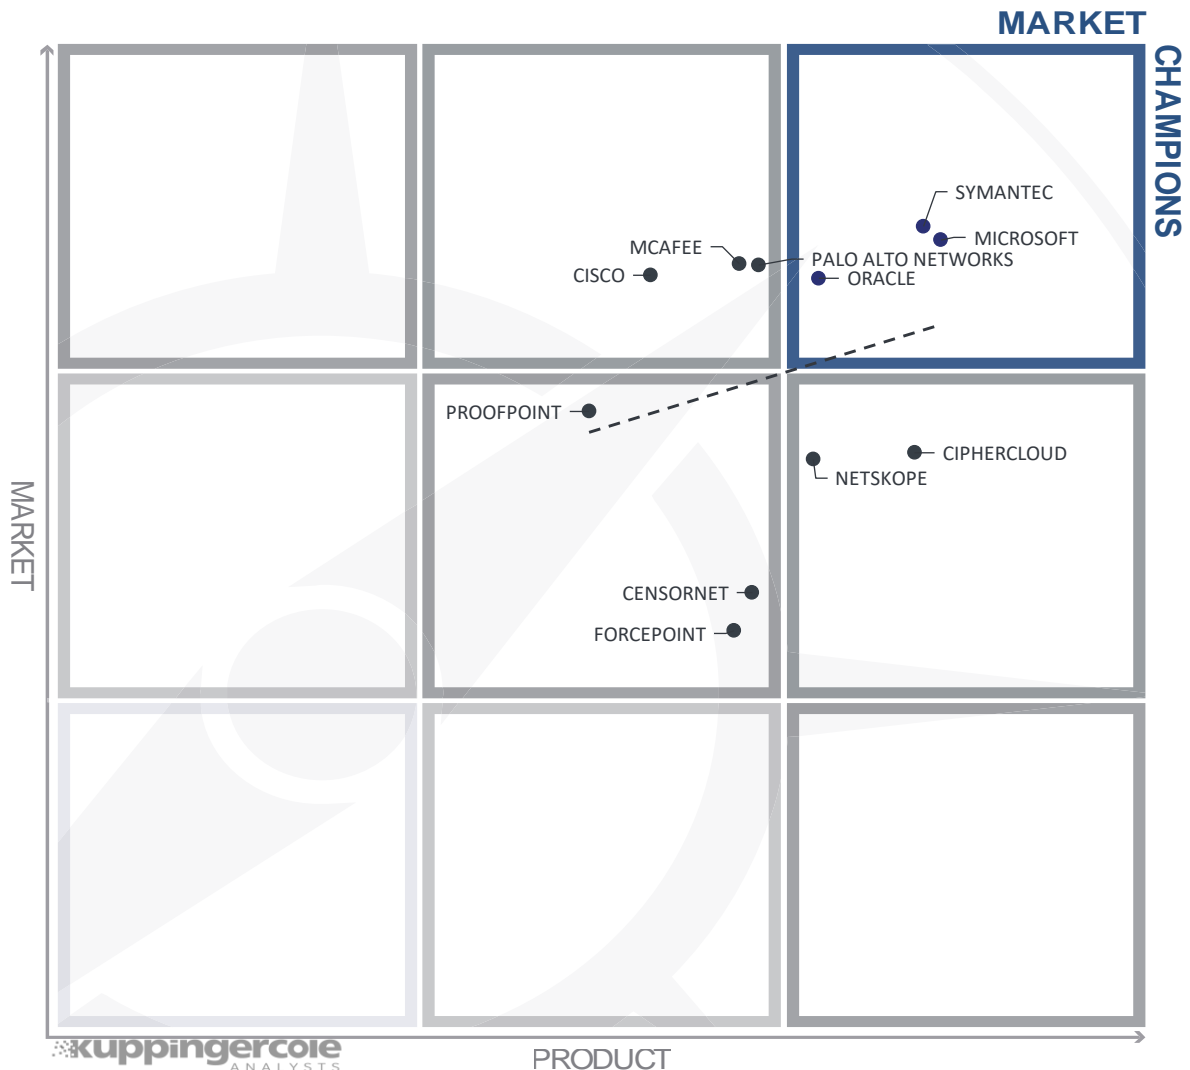 MARKET
CHAMPIONS
SYMANTEC
MICROSOFT
MCAFEE
PALO ALTO NETWORKS
CISCO
ORACLE
PROOFPOINT
CIPHERCLOUD
NETSKOPE
MARKET
CENSORNET
FORCEPOINT
kuppingercole
ANALYSTS
PRODUCT